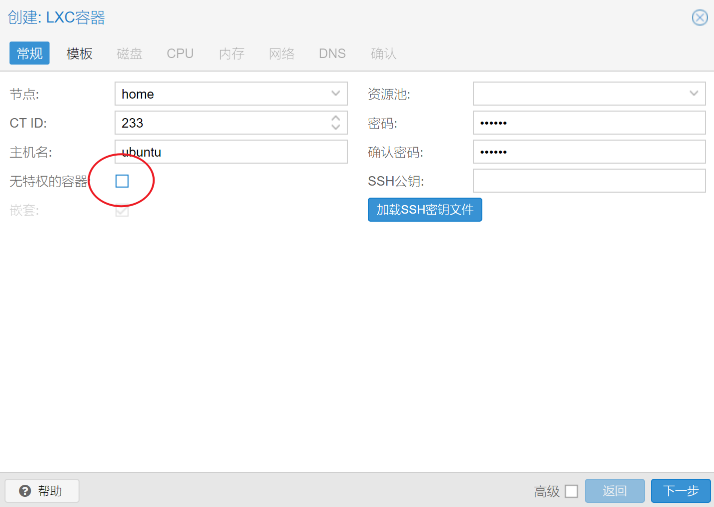 创建: LXC容器
常规 模板 磁盘 CPU 内存 网络 DNS 确认
节点: home 资源池:
CT ID: 233 密码: ••••••
主机名: ubuntu 确认密码: ••••••
无特权的容器 SSH公钥:
嵌套: 加载SSH密钥文件
帮助 高级 返回 下一步